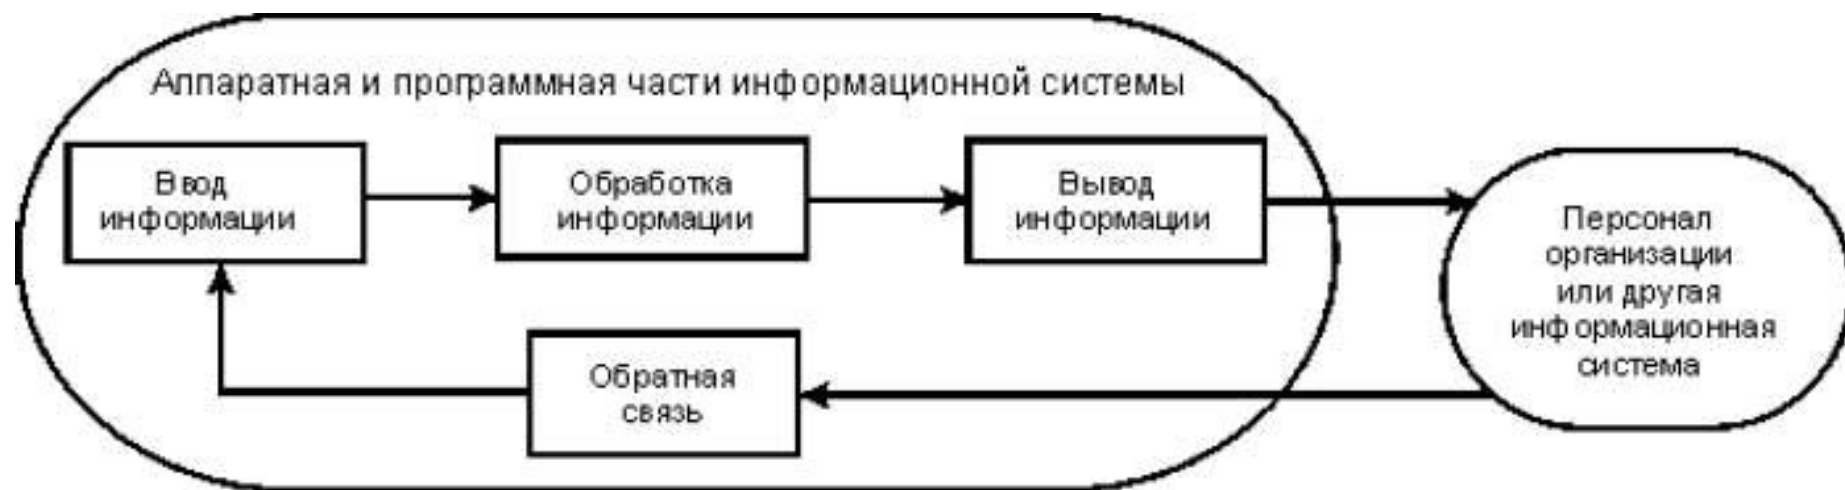 Аппаратная и программная части информационной системы
Ввод
информации
Обработка
информации
Вывод
информации
Персонал
организации
или другая
информационная
система
Обратная
связь